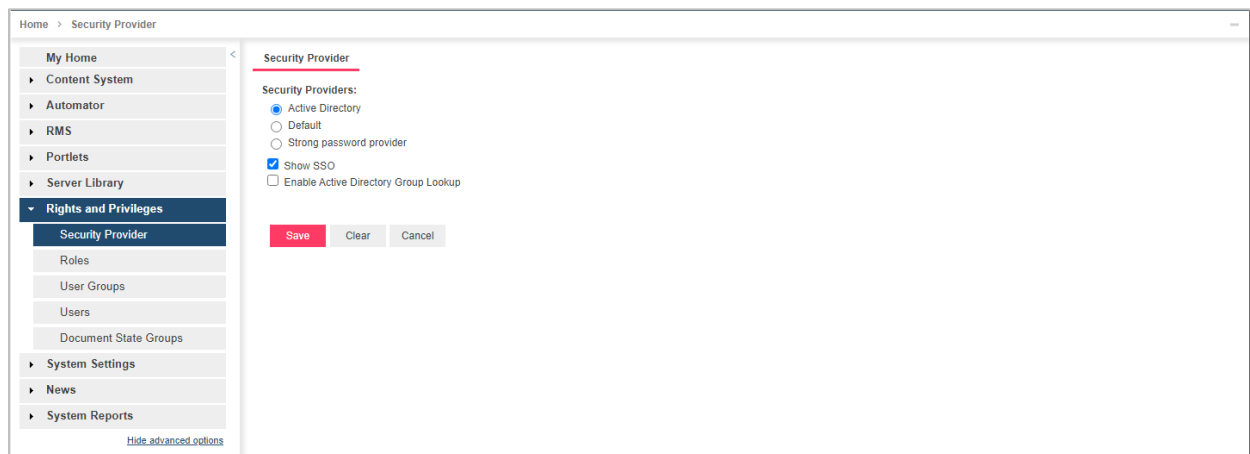 Home > Security Provider
My Home
Content System
Automator
RMS
Portlets
Server Library
Rights and Privileges
Security Provider
Roles
User Groups
Users
Document State Groups
System Settings
News
System Reports
Hide advanced options
Security Provider
Security Providers:
Active Directory
Default
Strong password provider
Show SSO
Enable Active Directory Group Lookup
Save Clear Cancel